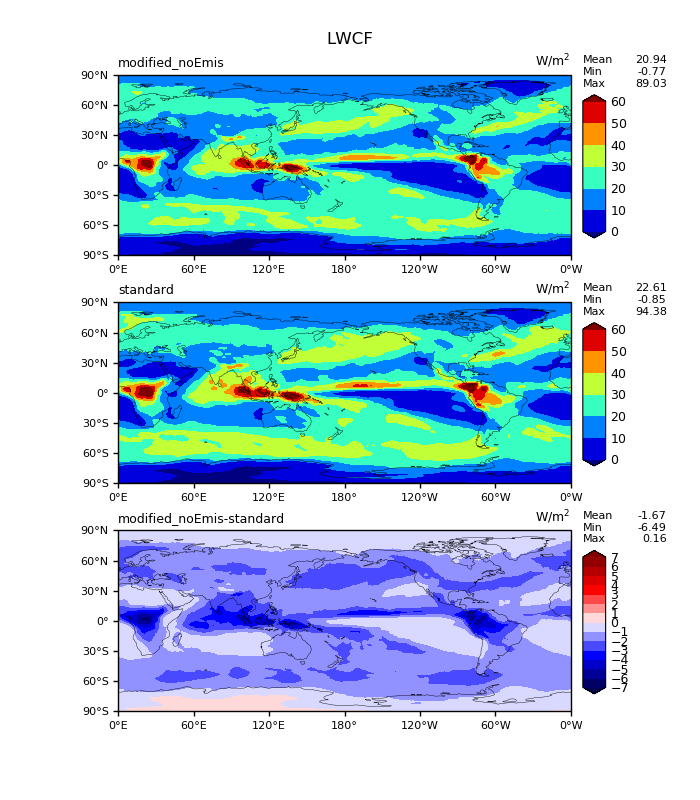 LWCF
modified_noEmis W/m2 Mean 20.94
Min -0.77
Max 89.03
90°N
60°N
30°N
0°
30°S
60°S
90°S
0°E 60°E 120°E 180° 120°W 60°W 0°W
60
50
40
30
20
10
0
standard W/m2 Mean 22.61
Min -0.85
Max 94.38
90°N
60°N
30°N
0°
30°S
60°S
90°S
0°E 60°E 120°E 180° 120°W 60°W 0°W
60
50
40
30
20
10
0
modified_noEmis-standard W/m2 Mean -1.67
Min -6.49
Max 0.16
90°N
60°N
30°N
0°
30°S
60°S
90°S
0°E 60°E 120°E 180° 120°W 60°W 0°W
7
6
5
4
3
2
1
0
−1
−2
−3
−4
−5
−6
−7